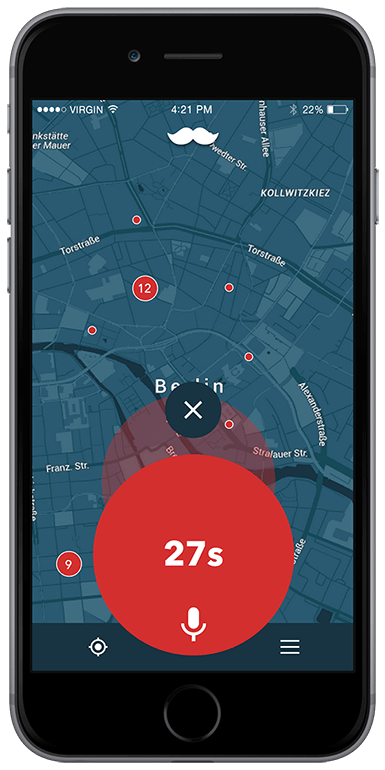 VIRGIN
4:21 PM
22%
nkstätte
er Mauer
nhauser Allee
wedter Str.
KOLLWITZKIEZ
Torstraße
Torstraße
12
Berlin
Alexanderstraße
Stralauer Str.
Franz. Str.
27s
9